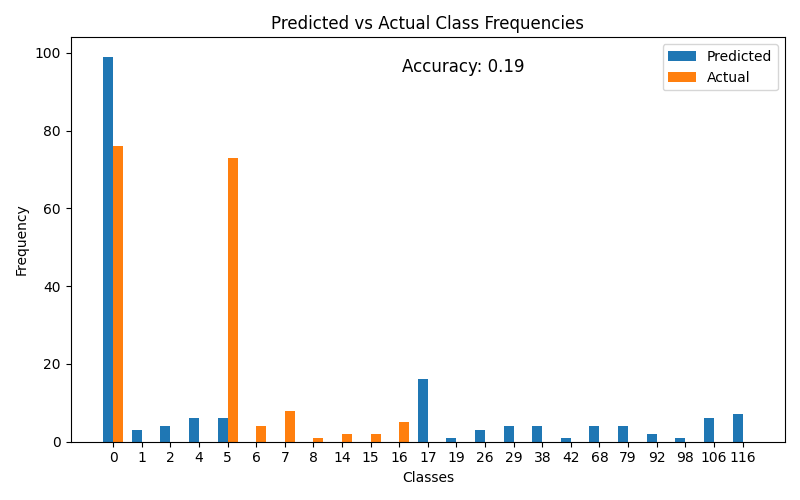 Predicted vs Actual Class Frequencies
Accuracy: 0.19
Predicted
Actual
Frequency
100
80
60
40
20
0
0 1 2 4 5 6 7 8 14 15 16 17 19 26 29 38 42 68 79 92 98 106 116
Classes